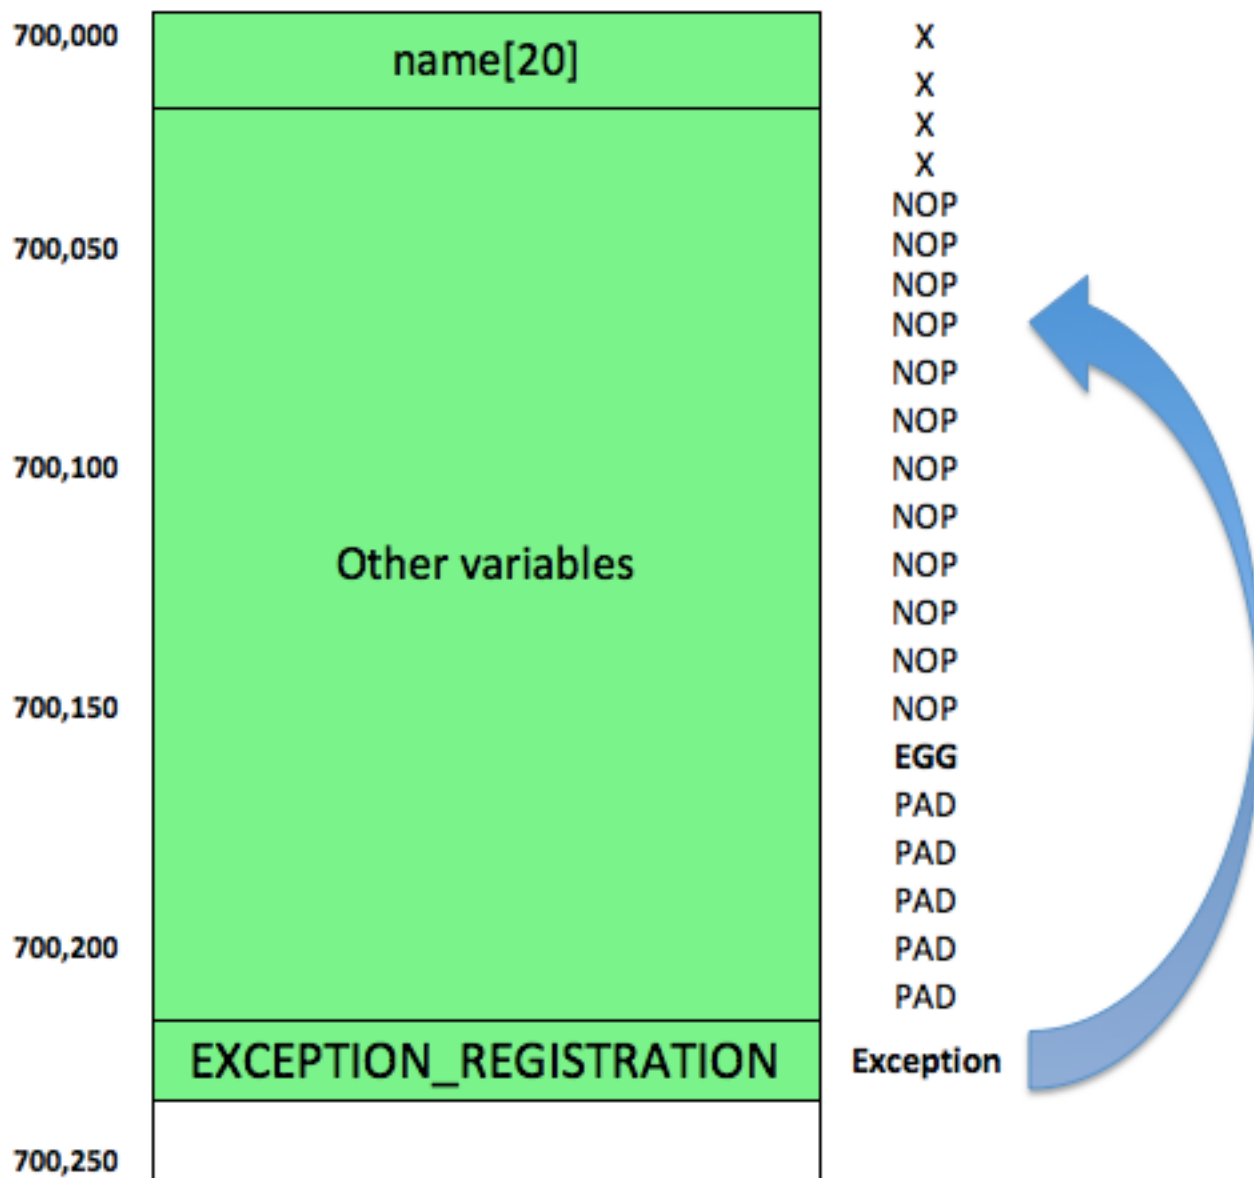 700,000
name[20]
X
X
X
X
NOP
700,050
NOP
NOP
NOP
NOP
NOP
700,100
NOP
NOP
Other variables
NOP
NOP
NOP
700,150
NOP
EGG
PAD
PAD
PAD
700,200
PAD
PAD
EXCEPTION_REGISTRATION
Exception
700,250